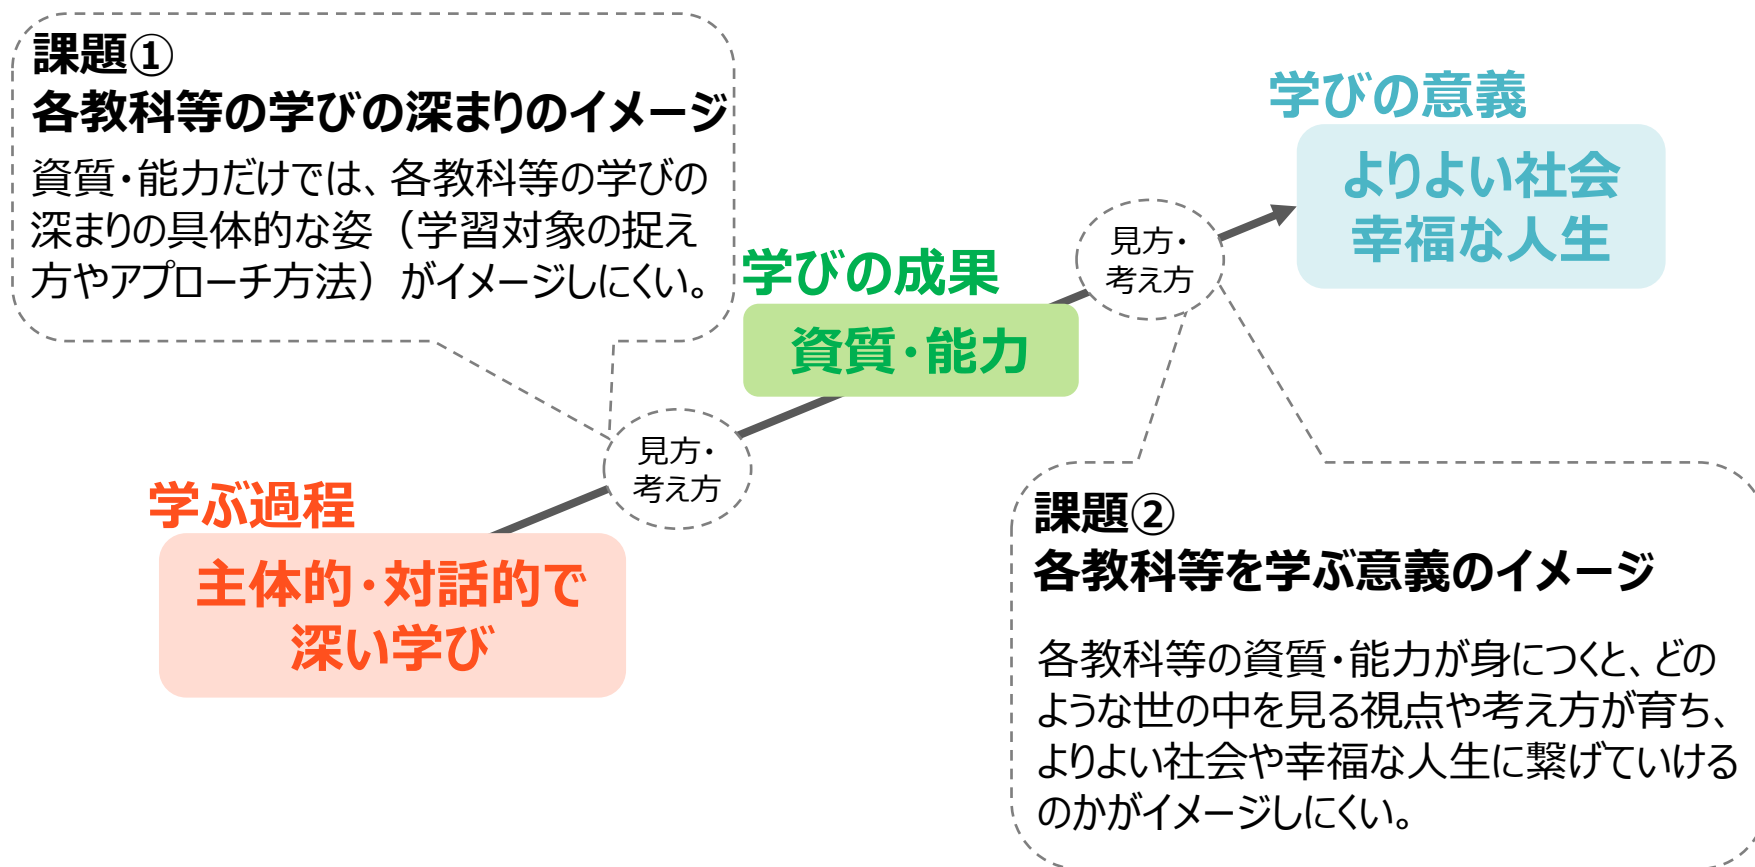 課題①
各教科等の学びの深まりのイメージ
資質・能力だけでは、各教科等の学びの
深まりの具体的な姿（学習対象の捉え
方やアプローチ方法）がイメージしにくい。
学びの意義
よりよい社会
幸福な人生
見方・
考え方
学びの成果
資質・能力
見方・
考え方
学ぶ過程
主体的・対話的で
深い学び
課題②
各教科等を学ぶ意義のイメージ
各教科等の資質・能力が身につくと、どの
ような世の中を見る視点や考え方が育ち、
よりよい社会や幸福な人生に繋げていける
のかがイメージしにくい。